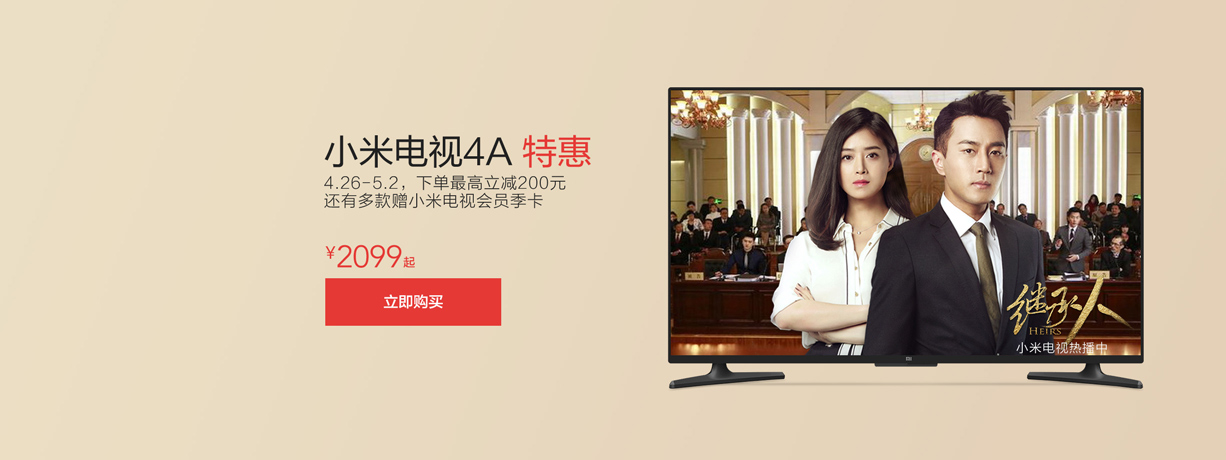 小米电视4A 特惠
4.26-5.2，下单最高立减200元
还有多款赠小米电视会员季卡
¥2099起
立即购买
继承人
HEIRS
小米电视热播中
mi